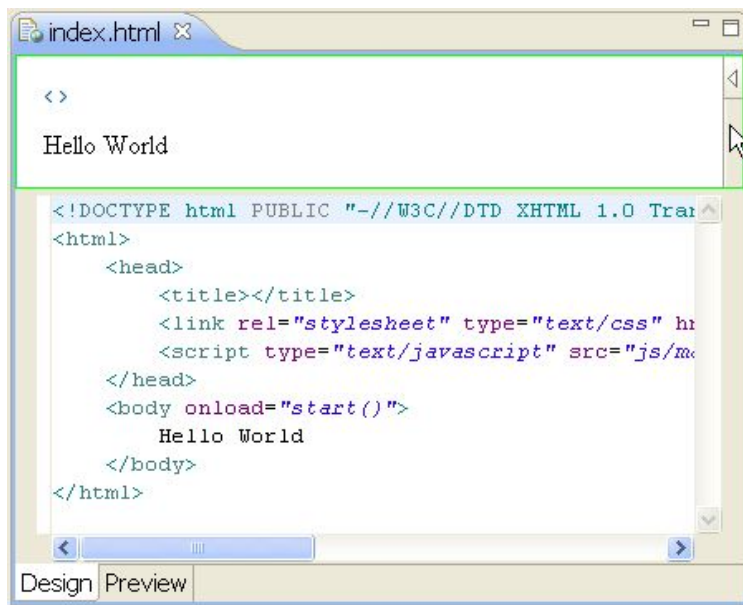 index.html
<>
Hello World
<!DOCTYPE html PUBLIC "-//W3C//DTD XHTML 1.0 Tran
<html>
<head>
<title></title>
<link rel="stylesheet" type="text/css" hr
<script type="text/javascript" src="js/mo
</head>
<body onload="start()">
Hello World
</body>
</html>
Design Preview